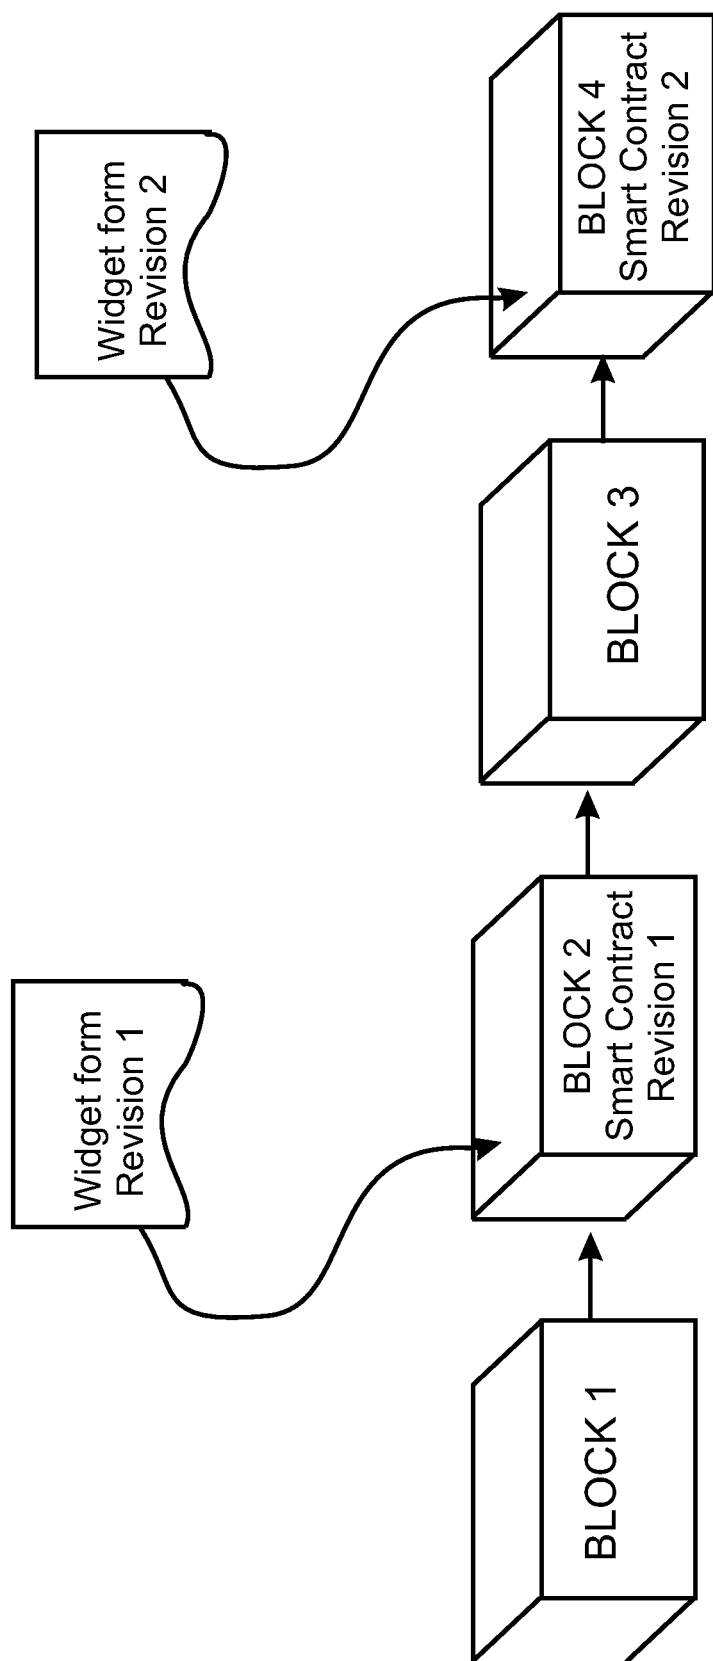 Widget form
Revision 1
Widget form
Revision 2
BLOCK 1
BLOCK 2
Smart Contract
Revision 1
BLOCK 3
BLOCK 4
Smart Contract
Revision 2